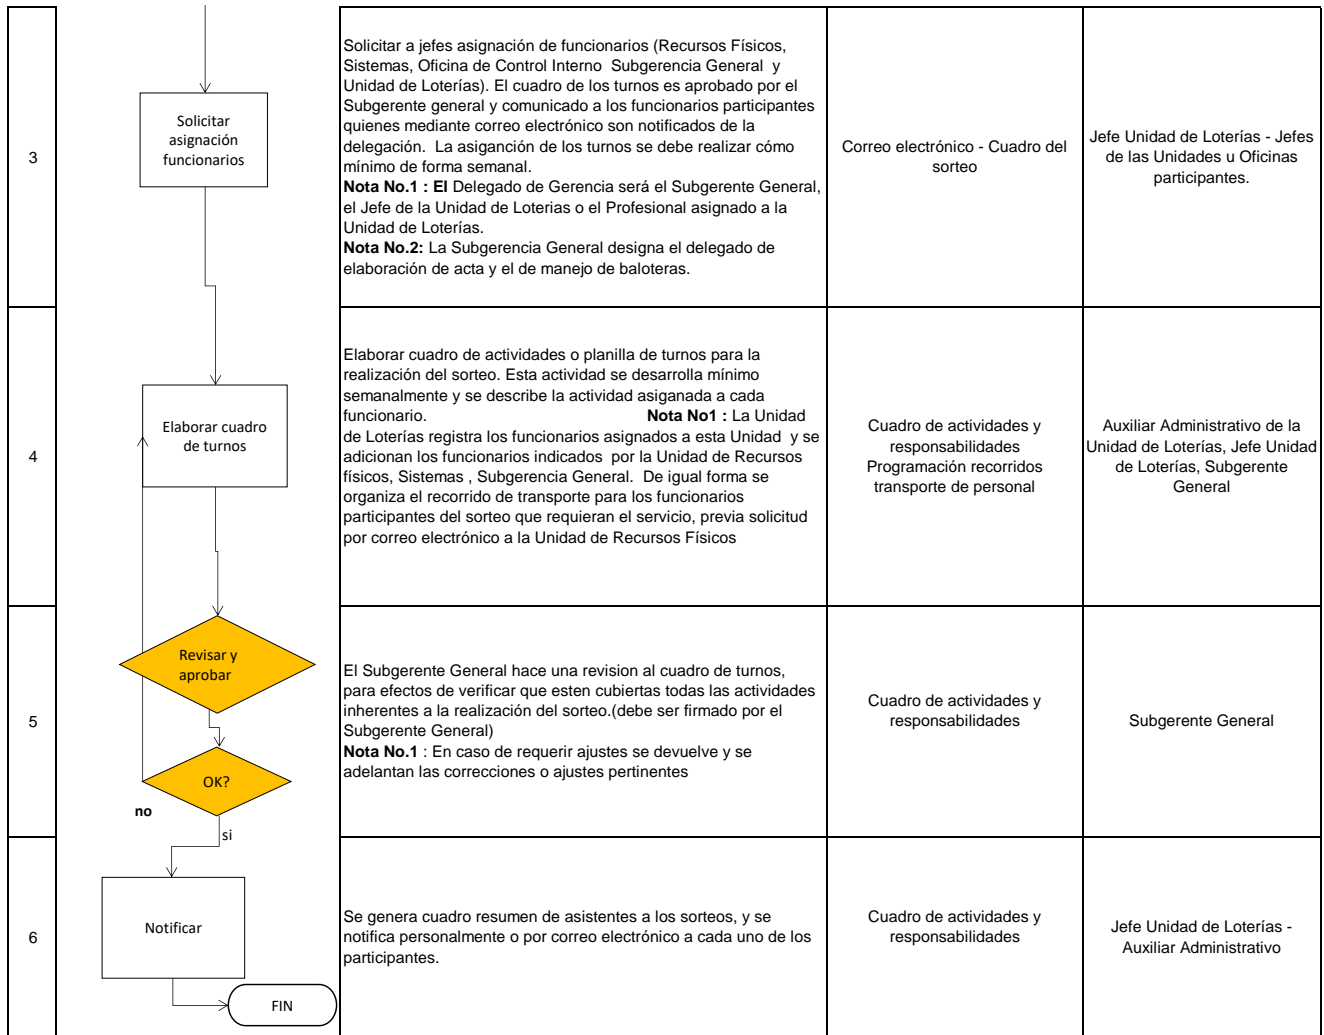 3
Solicitar
asignación
funcionarios
Solicitar a jefes asignación de funcionarios (Recursos Físicos,
Sistemas, Oficina de Control Interno  Subgerencia General  y
Unidad de Loterías). El cuadro de los turnos es aprobado por el
Subgerente general y comunicado a los funcionarios participantes
quienes mediante correo electrónico son notificados de la
delegación.  La asiganción de los turnos se debe realizar cómo
mínimo de forma semanal.
Nota No.1 : El Delegado de Gerencia será el Subgerente General,
el Jefe de la Unidad de Loterias o el Profesional asignado a la
Unidad de Loterías.
Nota No.2: La Subgerencia General designa el delegado de
elaboración de acta y el de manejo de baloteras.
Correo electrónico - Cuadro del
sorteo
Jefe Unidad de Loterías - Jefes
de las Unidades u Oficinas
participantes.
4
Elaborar cuadro
de turnos
Elaborar cuadro de actividades o planilla de turnos para la
realización del sorteo. Esta actividad se desarrolla mínimo
semanalmente y se describe la actividad asiganada a cada
funcionario. Nota No1 : La Unidad
de Loterías registra los funcionarios asignados a esta Unidad  y se
adicionan los funcionarios indicados  por la Unidad de Recursos
físicos, Sistemas , Subgerencia General.  De igual forma se
organiza el recorrido de transporte para los funcionarios
participantes del sorteo que requieran el servicio, previa solicitud
por correo electrónico a la Unidad de Recursos Físicos
Cuadro de actividades y
responsabilidades
Programación recorridos
transporte de personal
Auxiliar Administrativo de la
Unidad de Loterías, Jefe Unidad
de Loterías, Subgerente
General
5
Revisar y
aprobar
OK?
no
si
El Subgerente General hace una revision al cuadro de turnos,
para efectos de verificar que esten cubiertas todas las actividades
inherentes a la realización del sorteo.(debe ser firmado por el
Subgerente General)
Nota No.1 : En caso de requerir ajustes se devuelve y se
adelantan las correcciones o ajustes pertinentes
Cuadro de actividades y
responsabilidades
Subgerente General
6
Notificar
FIN
Se genera cuadro resumen de asistentes a los sorteos, y se
notifica personalmente o por correo electrónico a cada uno de los
participantes.
Cuadro de actividades y
responsabilidades
Jefe Unidad de Loterías -
Auxiliar Administrativo